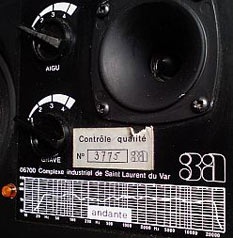 AIGU
GRAVE
Contrôle qualité
N° 3775 3A
3A
06700 Complexe industriel de Saint Laurent du Var
andante